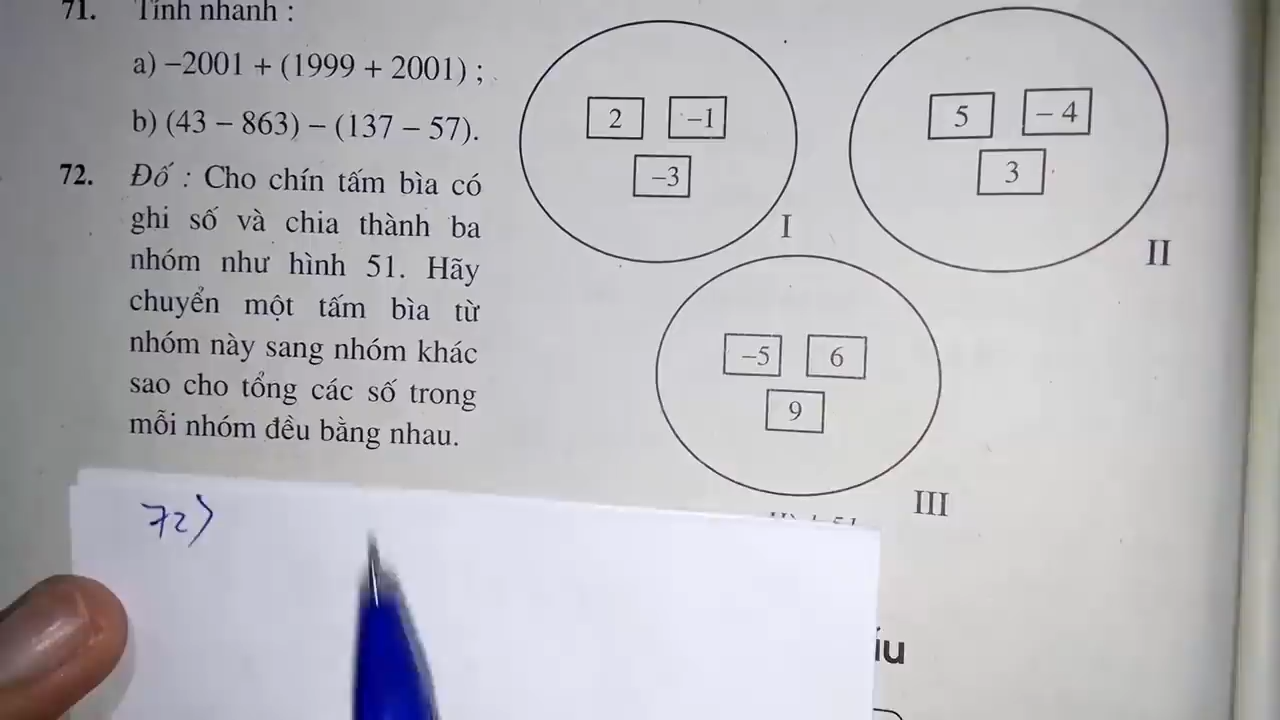 71. Tính nhanh :
a) –2001 + (1999 + 2001) ;
b) (43 – 863) – (137 – 57).
72. Đố : Cho chín tấm bìa có
ghi số và chia thành ba
nhóm như hình 51. Hãy
chuyển một tấm bìa từ
nhóm này sang nhóm khác
sao cho tổng các số trong
mỗi nhóm đều bằng nhau.
2 –1
–3
I
5 – 4
3
II
–5 6
9
III
72)